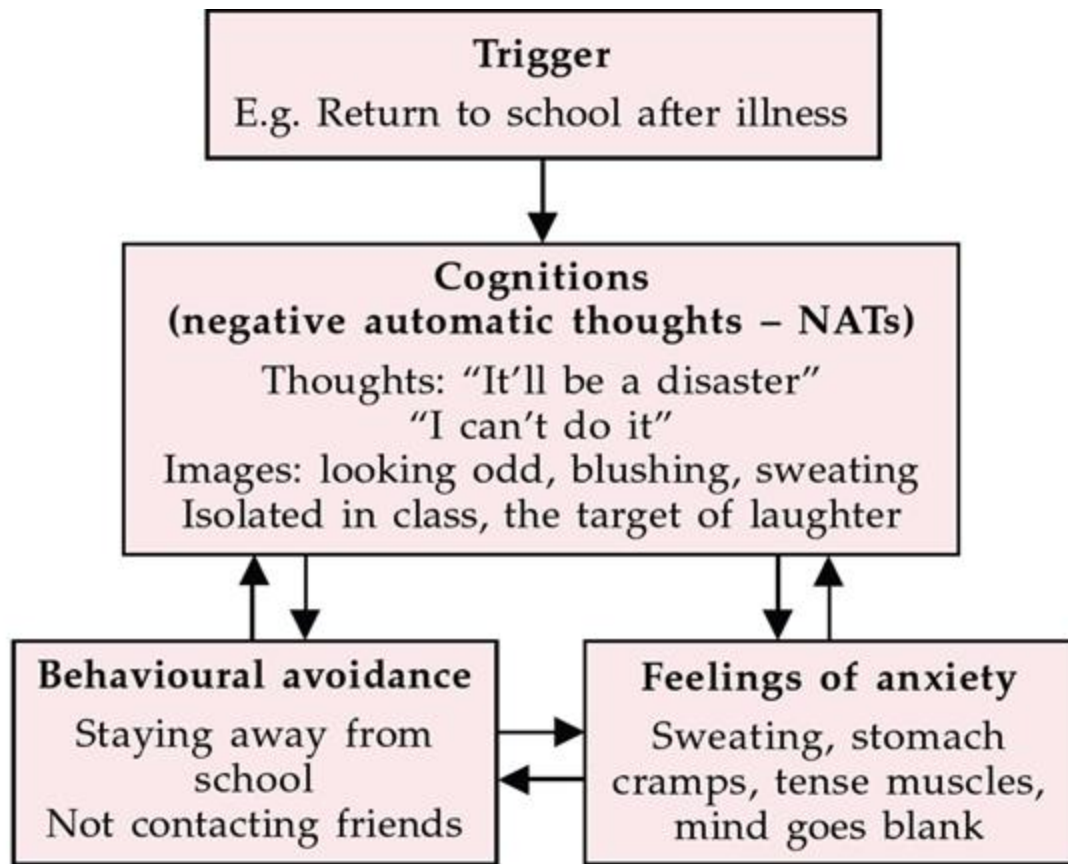 Trigger
E.g. Return to school after illness
Cognitions
(negative automatic thoughts – NATs)
Thoughts: “It’ll be a disaster”
“I can’t do it”
Images: looking odd, blushing, sweating
Isolated in class, the target of laughter
Behavioural avoidance
Staying away from
school
Not contacting friends
Feelings of anxiety
Sweating, stomach
cramps, tense muscles,
mind goes blank